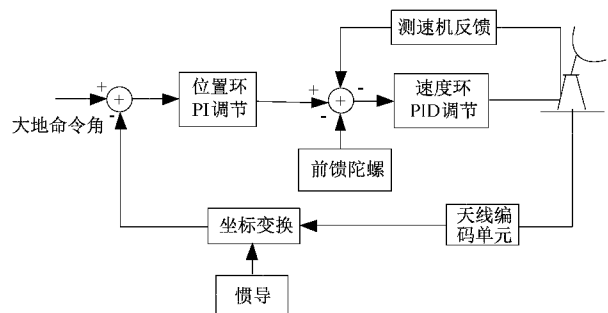 测速机反馈
+
位置环
PI调节
+
-
速度环
PID调节
大地命令角
-
-
前馈陀螺
坐标变换
天线编
码单元
惯导